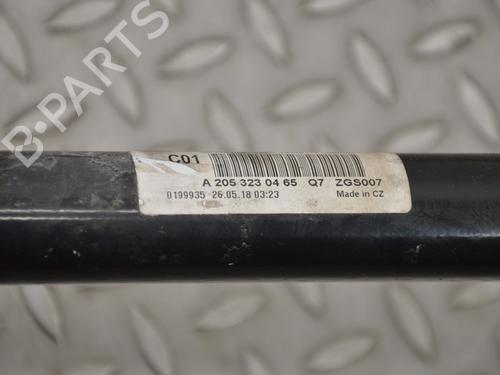 B-PARTS
C01
A 205 323 04 65 Q7 ZGS007
0199935 26.05.18 03:23 Made in CZ